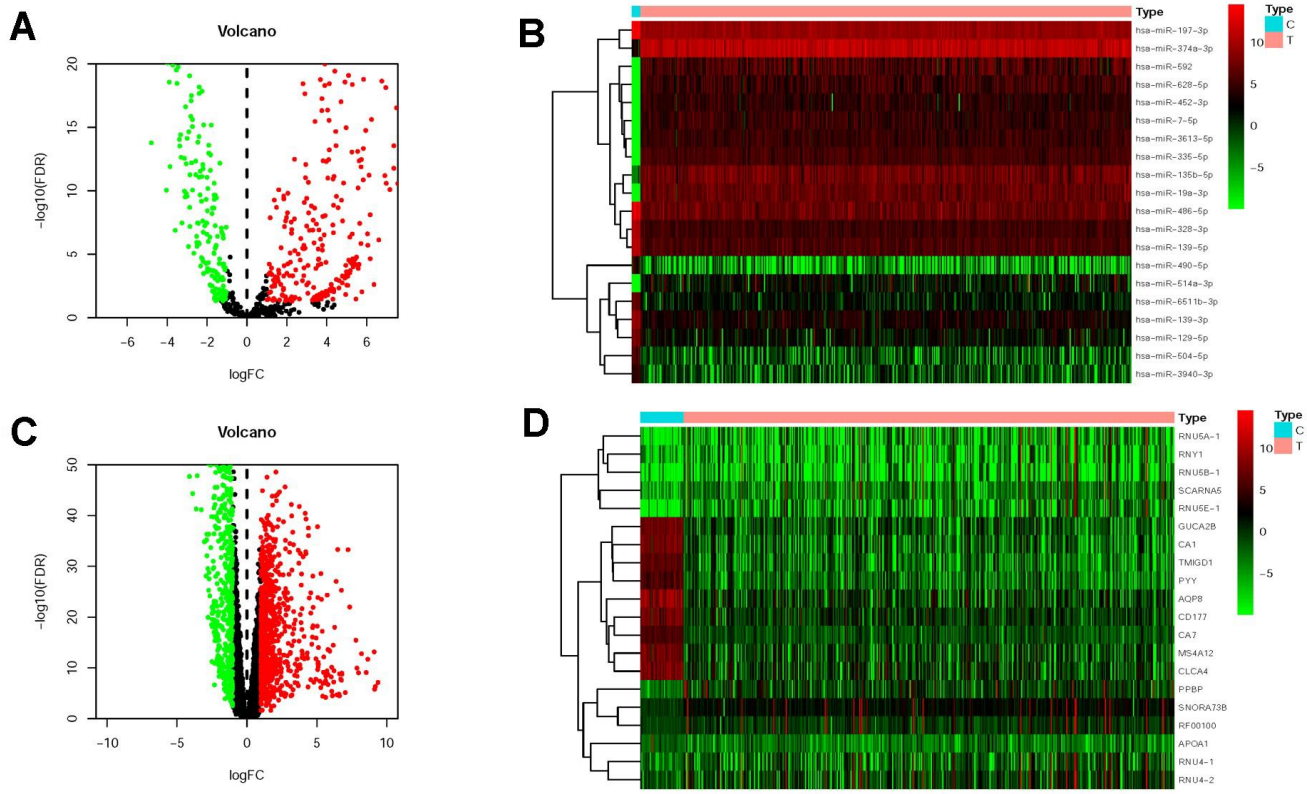 A
Volcano
20
15
10
5
0
-log10(FDR)
-6 -4 -2 0 2 4 6
logFC
B
Type
hsa-miR-197-3p
hsa-miR-374a-3p
hsa-miR-592
hsa-miR-628-5p
hsa-miR-452-3p
hsa-miR-7-5p
hsa-miR-3613-5p
hsa-miR-335-5p
hsa-miR-135b-5p
hsa-miR-19a-3p
hsa-miR-486-5p
hsa-miR-328-3p
hsa-miR-139-5p
hsa-miR-490-5p
hsa-miR-514a-3p
hsa-miR-6511b-3p
hsa-miR-139-3p
hsa-miR-129-5p
hsa-miR-504-5p
hsa-miR-3940-3p
10
5
0
-5
Type
C
T
C
Volcano
50
40
30
20
10
0
-log10(FDR)
-10 -5 0 5 10
logFC
D
Type
RNU5A-1
RNY1
RNU5B-1
SCARNA5
RNU5E-1
GUCA2B
CA1
TMIGD1
PYY
AQP8
CD177
CA7
MS4A12
CLCA4
PPBP
SNORA73B
RF00100
APOA1
RNU4-1
RNU4-2
10
5
0
-5
Type
C
T